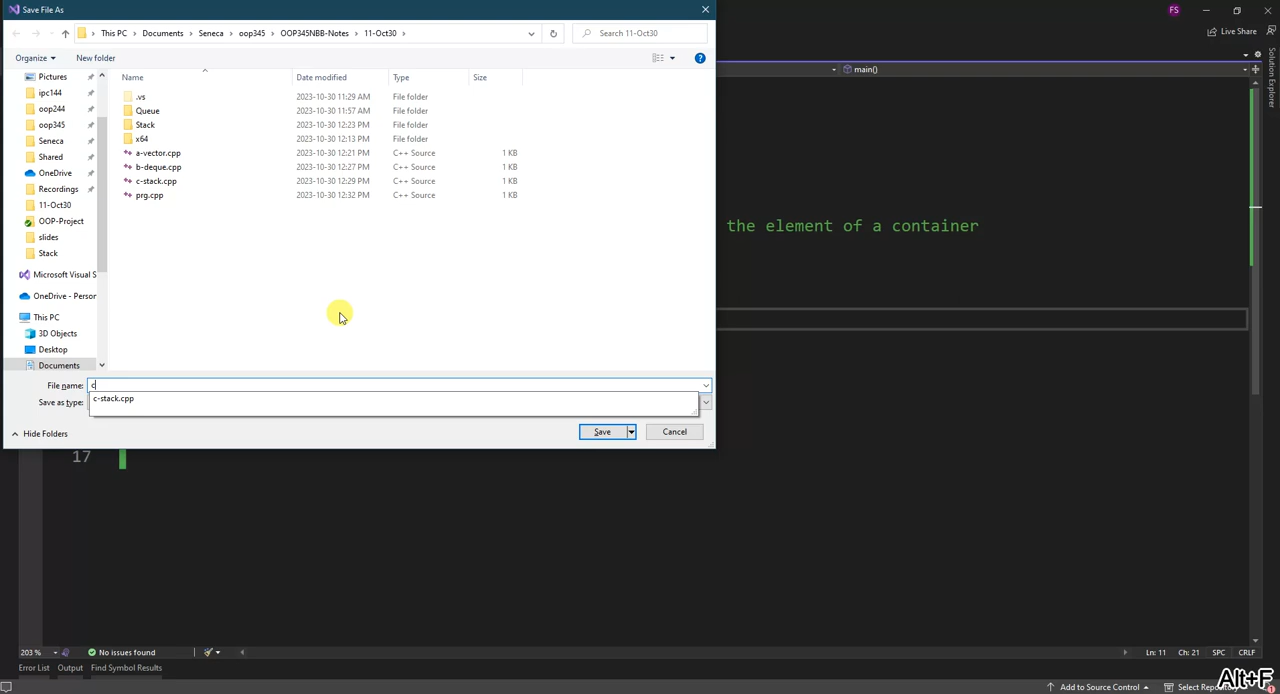 Save File As
FS
This PC > Documents > Seneca > oop345 > OOP345NBB-Notes > 11-Oct30 >
Search 11-Oct30
Live Share
Organize
New folder
?
main()
Solution Explorer
Name
Date modified
Type
Size
Pictures
ipc144
oop244
oop345
Seneca
Shared
OneDrive
Recordings
11-Oct30
OOP-Project
slides
Stack
Microsoft Visual S
OneDrive - Person
This PC
3D Objects
Desktop
Documents
.vs 2023-10-30 11:29 AM File folder
Queue 2023-10-30 11:57 AM File folder
Stack 2023-10-30 12:23 PM File folder
x64 2023-10-30 12:13 PM File folder
a-vector.cpp 2023-10-30 12:21 PM C++ Source 1 KB
b-deque.cpp 2023-10-30 12:27 PM C++ Source 1 KB
c-stack.cpp 2023-10-30 12:29 PM C++ Source 1 KB
prg.cpp 2023-10-30 12:32 PM C++ Source 1 KB
the element of a container
File name: c
Save as type:
c-stack.cpp
Hide Folders
Save
Cancel
17
203 %
No issues found
Ln: 11 Ch: 21 SPC CRLF
Error List Output Find Symbol Results
Add to Source Control
Select Repository
Alt+F